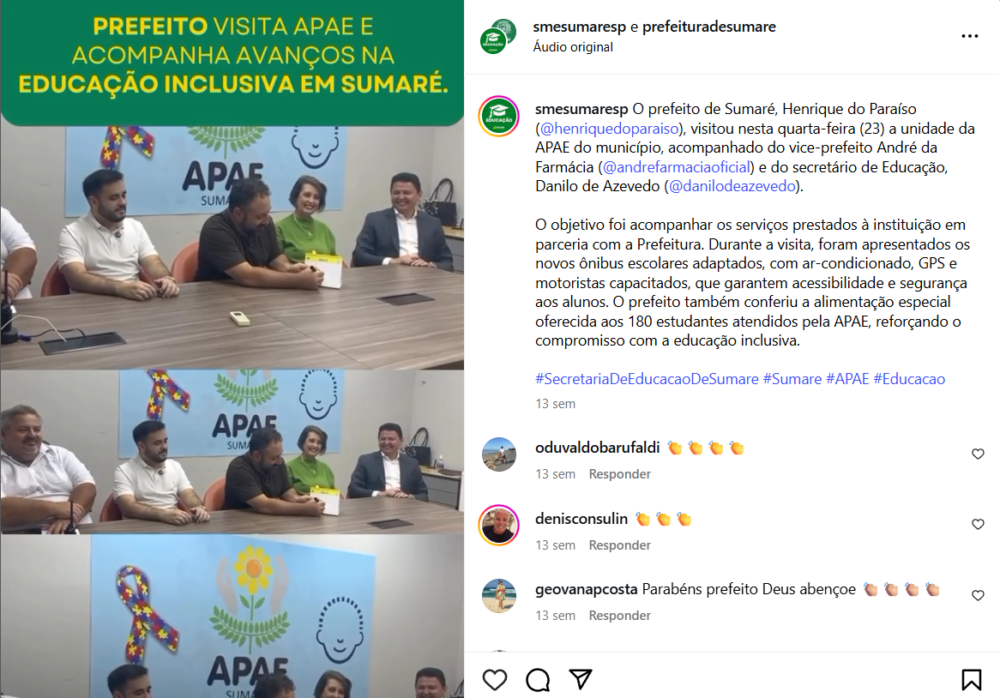 PREFEITO VISITA APAE E
ACOMPANHA AVANÇOS NA
EDUCAÇÃO INCLUSIVA EM SUMARÉ.
APAE
SUMA
APAE
SUMA
APAE
SUMA
smesumaresp e prefeituradesumare
Áudio original
EDUCAÇÃO
EDUCAÇÃO
smesumaresp O prefeito de Sumaré, Henrique do Paraíso
(@henriquedoparaiso), visitou nesta quarta-feira (23) a unidade da
APAE do município, acompanhado do vice-prefeito André da
Farmácia (@andrefarmaciaoficial) e do secretário de Educação,
Danilo de Azevedo (@danilodeazevedo).
O objetivo foi acompanhar os serviços prestados à instituição em
parceria com a Prefeitura. Durante a visita, foram apresentados os
novos ônibus escolares adaptados, com ar-condicionado, GPS e
motoristas capacitados, que garantem acessibilidade e segurança
aos alunos. O prefeito também conferiu a alimentação especial
oferecida aos 180 estudantes atendidos pela APAE, reforçando o
compromisso com a educação inclusiva.
#SecretariaDeEducacaoDeSumare #Sumare #APAE #Educacao
13 sem
oduvaldobarufaldi 👏👏👏👏
13 sem Responder
denisconsulin 👏👏👏
13 sem Responder
geovanapcosta Parabéns prefeito Deus abençoe 👏🏼👏🏼👏🏼👏🏼
13 sem Responder